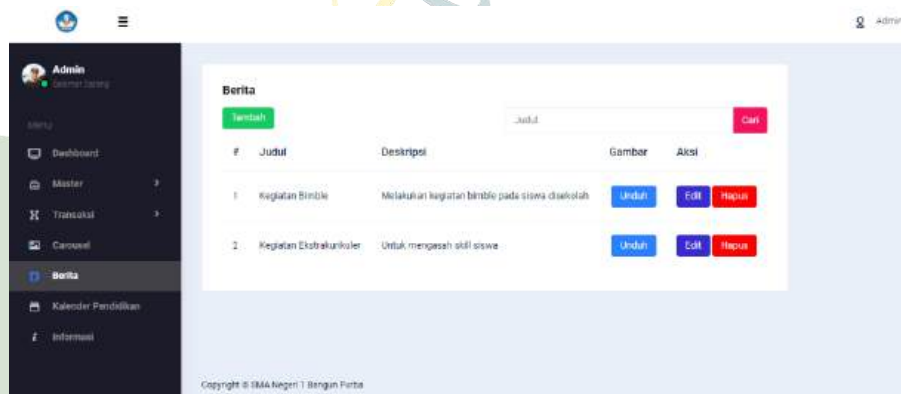 Admin
Admin
Selamat Datang
Menu
Dashboard
Master
Transaksi
Carousel
Berita
Kalender Pendidikan
Informasi
Berita
Tambah
Judul
Cari
# Judul Deskripsi Gambar Aksi
1 Kegiatan Bimble Melakukan kegiatan bimble pada siswa disekolah Unduh Edit Hapus
2 Kegiatan Ekstrakurikuler Untuk mengasah skill siswa Unduh Edit Hapus
Copyright © SMA Negeri 1 Bangun Purba